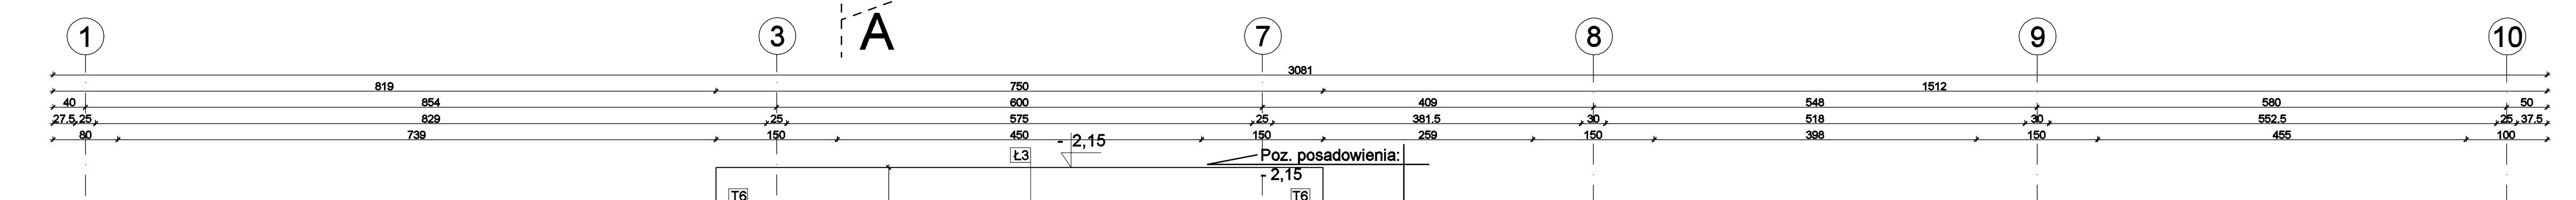 1 3 A 7 8 9 10
3081
819 750 1512
40 854 600 409 548 580 50
27.5 25 829 25 575 25 381.5 30 518 30 552.5 25 37.5
80 739 150 450 150 259 150 398 150 455 100
- 2,15
Ł3 Poz. posadowienia:
- 2,15
T6 T6